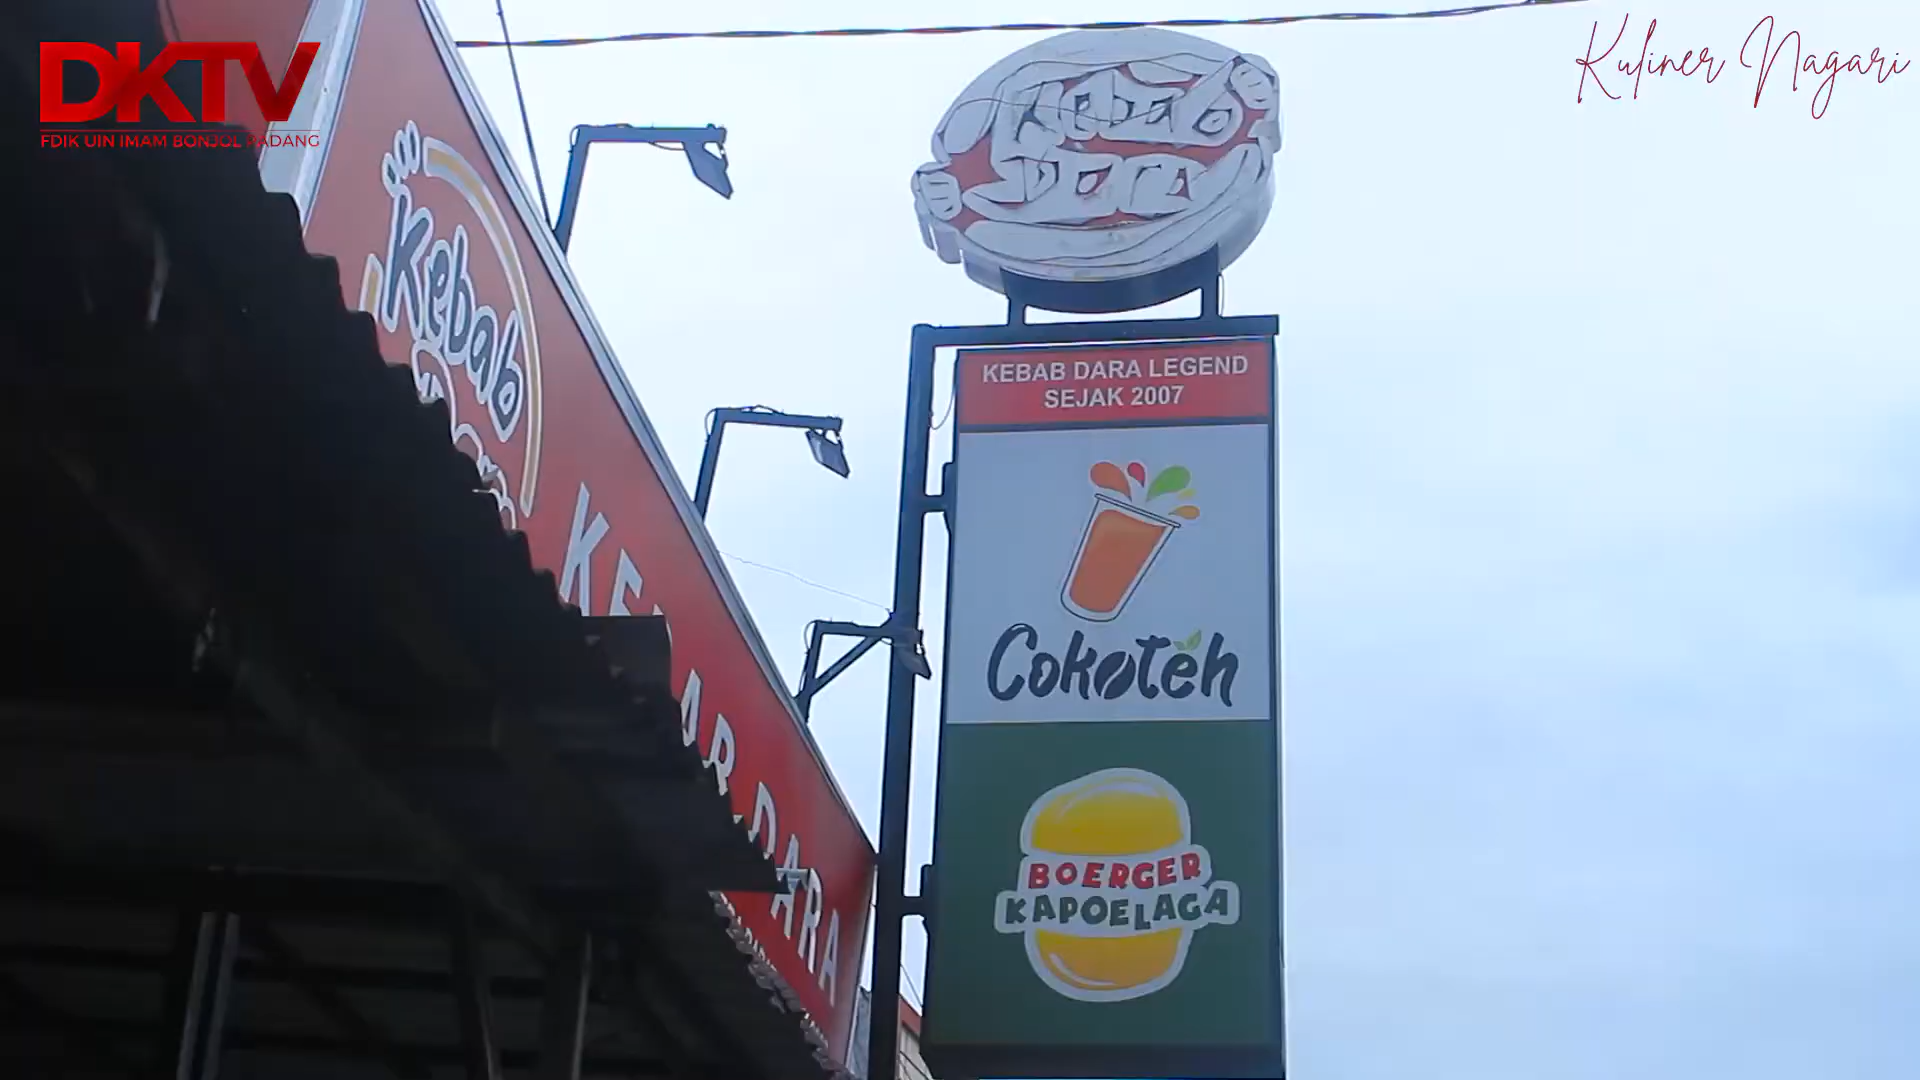 DKTV
FDIK UIN IMAM BONJOL PADANG
Kuliner Nagari
Kebab
Kebab
Dara
KEBAB DARA
KEBAB DARA LEGEND
SEJAK 2007
Cokoteh
BOERGER
KAPOELAGA